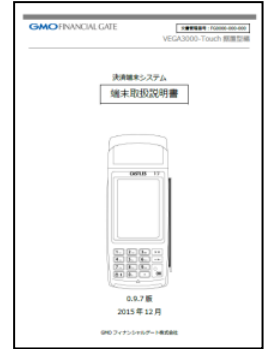 GMO FINANCIAL GATE
VEGA3000-Touch 据置型編
決済端末システム
端末取扱説明書
CASTLES
0.9.7 版
2015 年 12 月
GMO フィナンシャルゲート株式会社